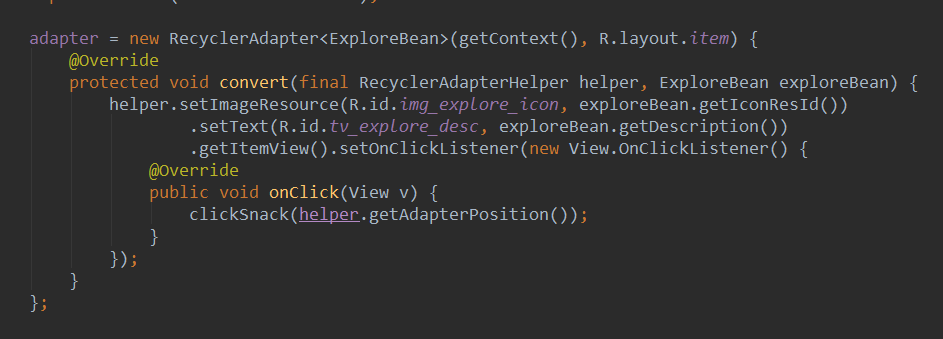 adapter = new RecyclerAdapter<ExploreBean>(getContext(), R.layout.item) {
    @Override
    protected void convert(final RecyclerAdapterHelper helper, ExploreBean exploreBean) {
        helper.setImageResource(R.id.img_explore_icon, exploreBean.getIconResId())
                .setText(R.id.tv_explore_desc, exploreBean.getDescription())
                .getItemView().setOnClickListener(new View.OnClickListener() {
            @Override
            public void onClick(View v) {
                clickSnack(helper.getAdapterPosition());
            }
        });
    }
};